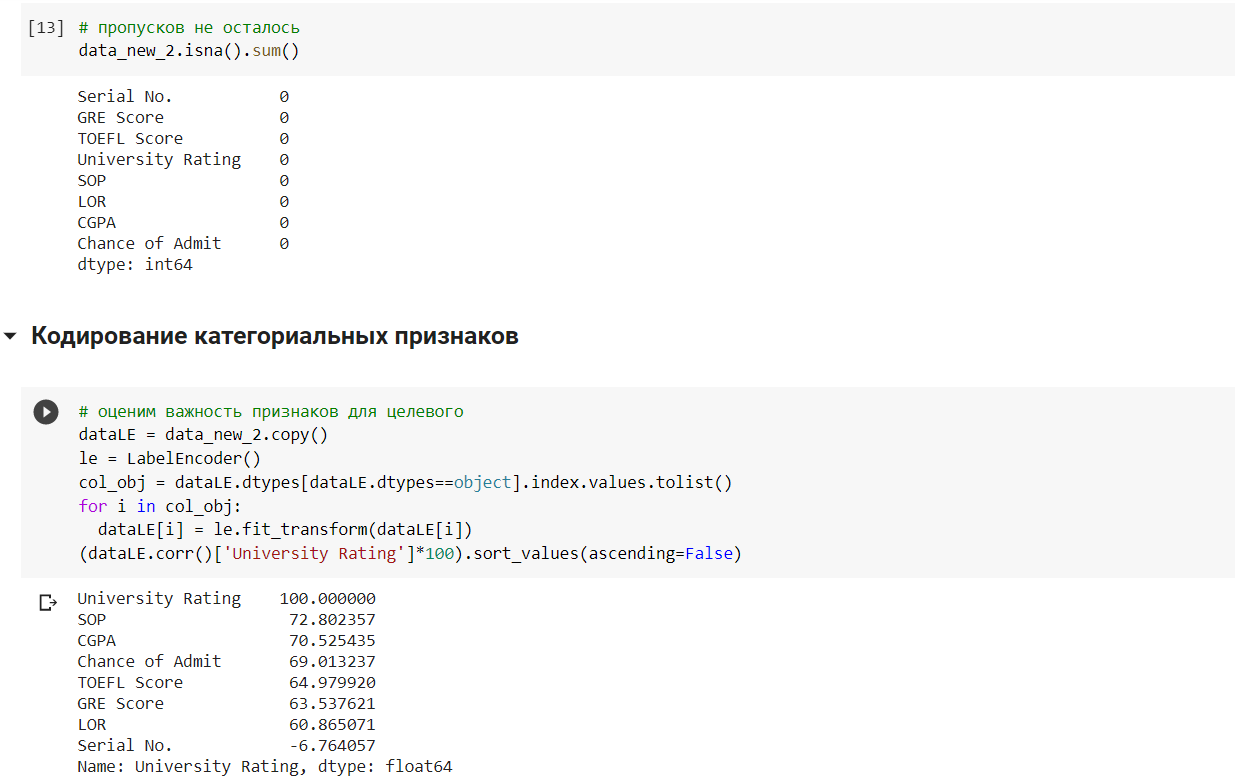 [13] # пропусков не осталось
data_new_2.isna().sum()
Serial No. 0
GRE Score 0
TOEFL Score 0
University Rating 0
SOP 0
LOR 0
CGPA 0
Chance of Admit 0
dtype: int64
Кодирование категориальных признаков
# оценим важность признаков для целевого
dataLE = data_new_2.copy()
le = LabelEncoder()
col_obj = dataLE.dtypes[dataLE.dtypes==object].index.values.tolist()
for i in col_obj:
  dataLE[i] = le.fit_transform(dataLE[i])
(dataLE.corr()['University Rating']*100).sort_values(ascending=False)
University Rating 100.000000
SOP 72.802357
CGPA 70.525435
Chance of Admit 69.013237
TOEFL Score 64.979920
GRE Score 63.537621
LOR 60.865071
Serial No. -6.764057
Name: University Rating, dtype: float64